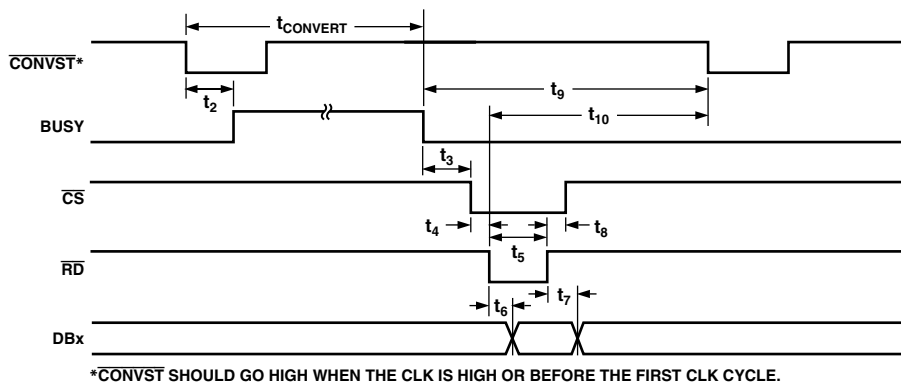 tCONVERT
CONVST*
t2
t9
t10
BUSY
t3
CS
t4
t8
t5
RD
t6
t7
DBx
*CONVST SHOULD GO HIGH WHEN THE CLK IS HIGH OR BEFORE THE FIRST CLK CYCLE.